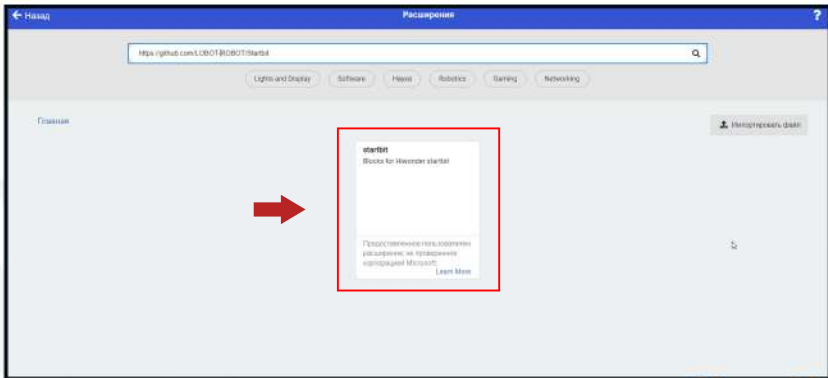 Назад
Расширения
?
https://github.com/LOBOT-ROBOT/Startbit
Lights and Display
Software
Наука
Robotics
Gaming
Networking
Главная
Импортировать файл
startbit
Blocks for Hiwonder startbit
Предоставленное пользователем
расширение, не проверенное
корпорацией Microsoft.
Learn More